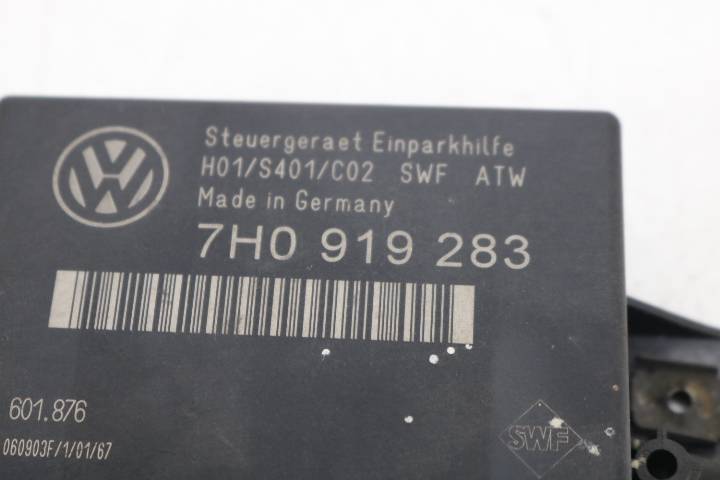 Steuergeraet Einparkhilfe
H01/S401/C02 SWF ATW
Made in Germany
7H0 919 283
601.876
060903F/1/01/67
SWF